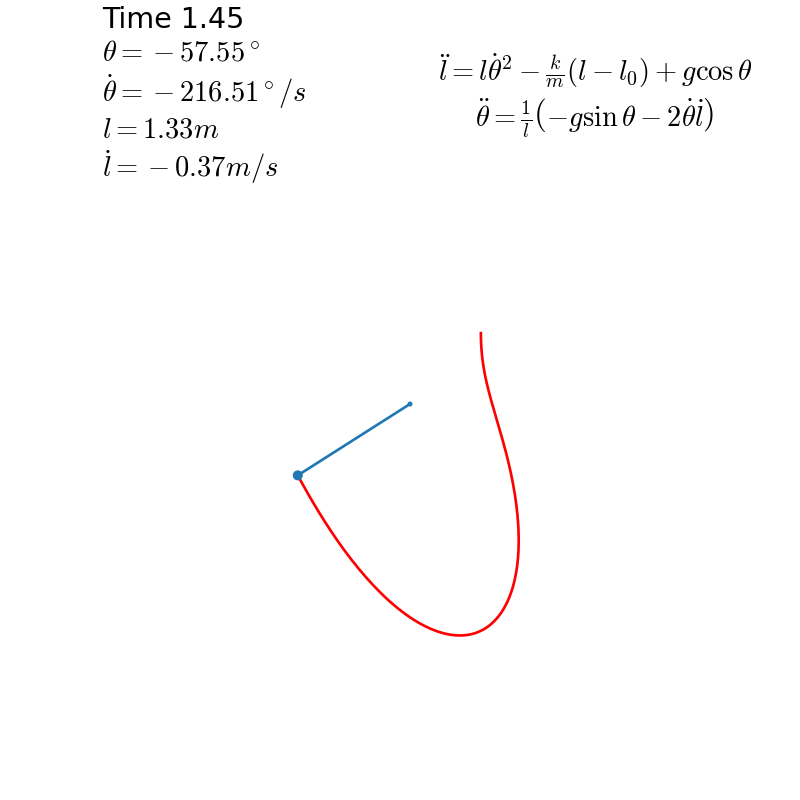 Time 1.45
θ = −57.55°
θ̇ = −216.51°/s
l = 1.33m
l̇ = −0.37m/s
l̈ = lθ̇² − k/m(l − l₀) + g cos θ
θ̈ = 1/l(−g sin θ − 2θ̇l̇)